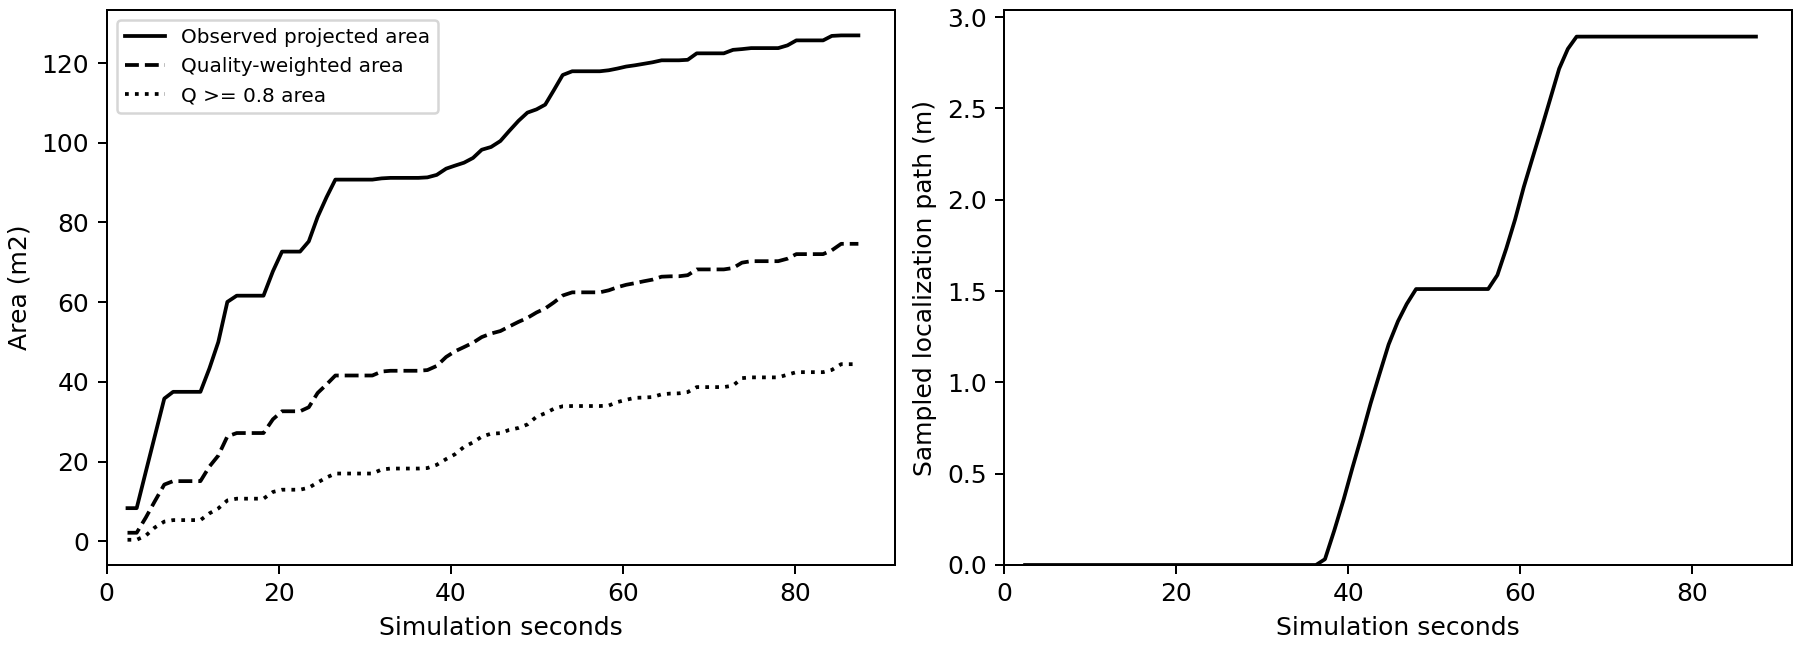 Observed projected area
Quality-weighted area
Q >= 0.8 area
Area (m2)
120
100
80
60
40
20
0
0 20 40 60 80
Simulation seconds
Sampled localization path (m)
3.0
2.5
2.0
1.5
1.0
0.5
0.0
0 20 40 60 80
Simulation seconds